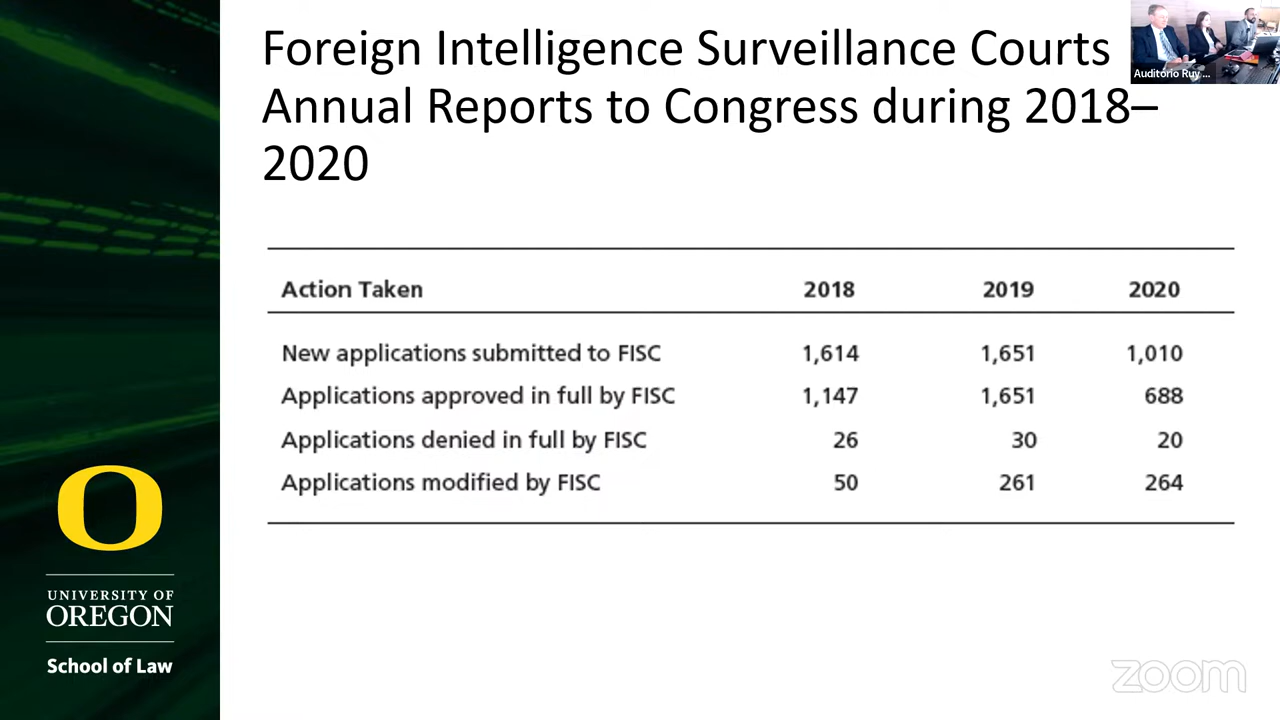 Foreign Intelligence Surveillance Courts
Annual Reports to Congress during 2018–
2020
Auditório Ruy ...
Action Taken 2018 2019 2020
New applications submitted to FISC 1,614 1,651 1,010
Applications approved in full by FISC 1,147 1,651 688
Applications denied in full by FISC 26 30 20
Applications modified by FISC 50 261 264
O
UNIVERSITY OF
OREGON
School of Law
zoom